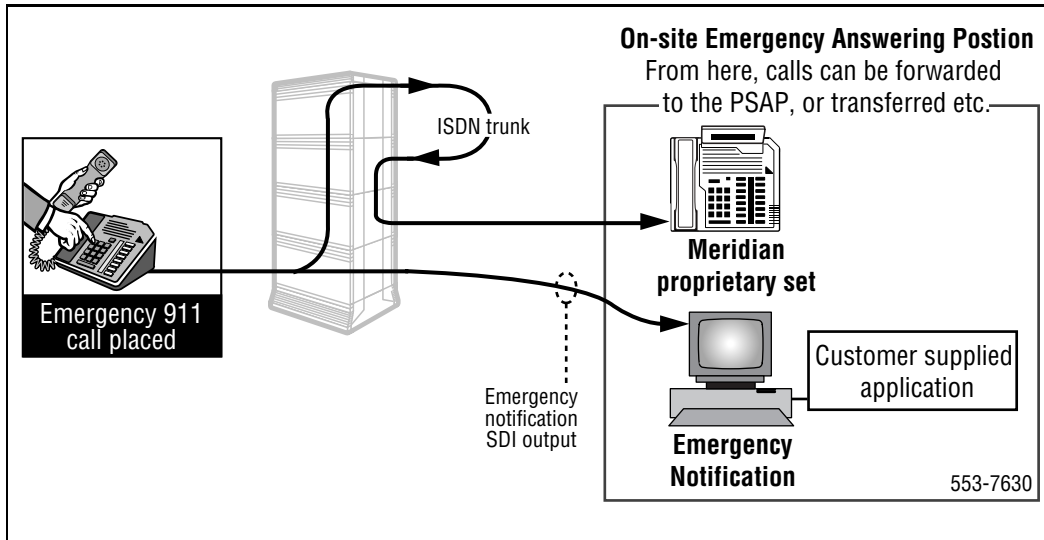 On-site Emergency Answering Postion
From here, calls can be forwarded
to the PSAP, or transferred etc.
ISDN trunk
Meridian
proprietary set
Emergency 911
call placed
Customer supplied
application
Emergency
notification
SDI output
Emergency
Notification
553-7630